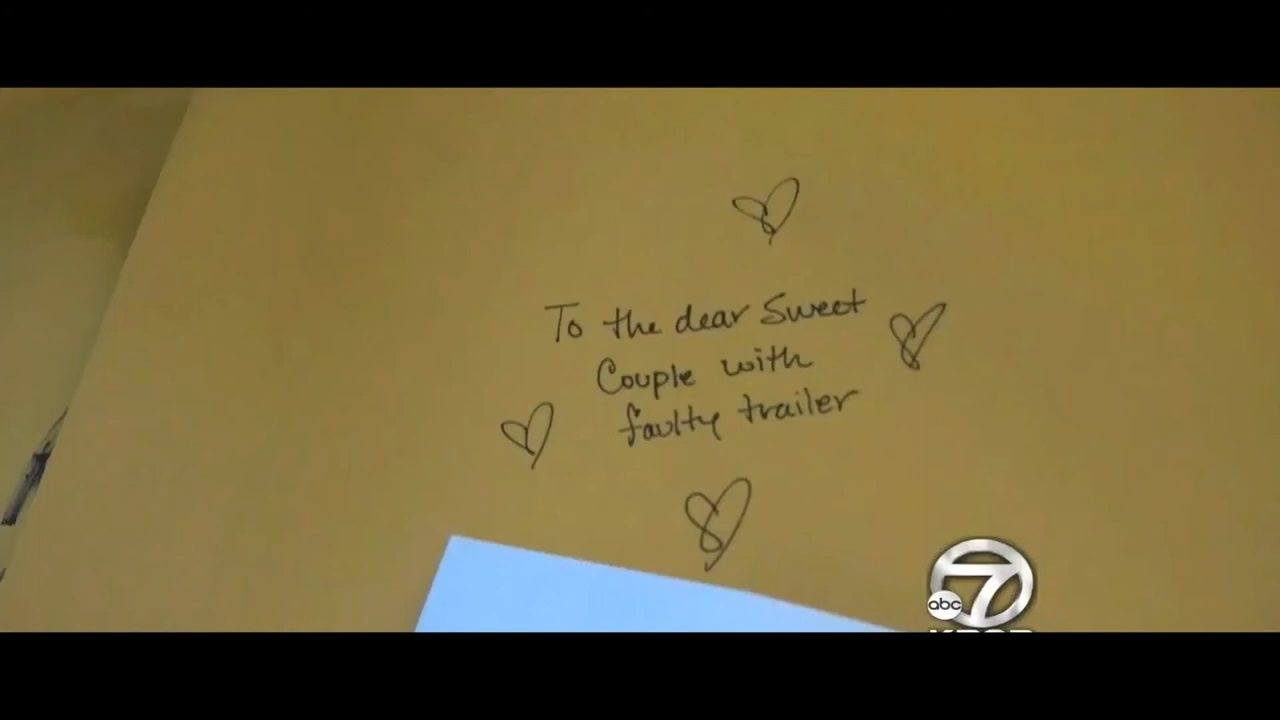 To the dear Sweet
Couple with
faulty trailer
abc
7